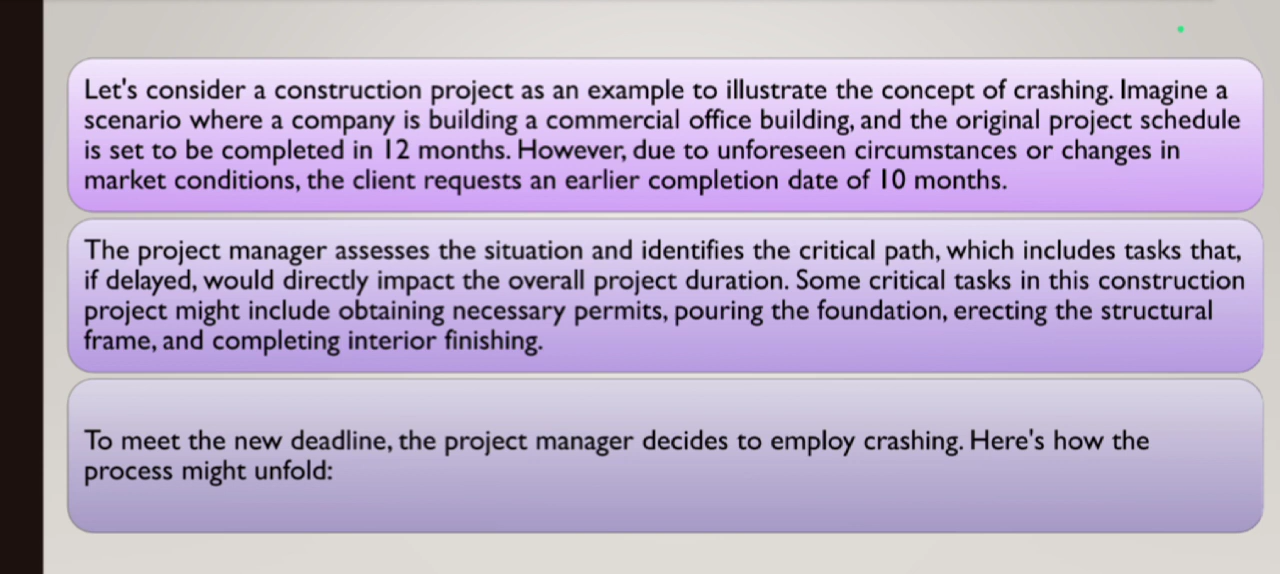 Let's consider a construction project as an example to illustrate the concept of crashing. Imagine a
scenario where a company is building a commercial office building, and the original project schedule
is set to be completed in 12 months. However, due to unforeseen circumstances or changes in
market conditions, the client requests an earlier completion date of 10 months.
The project manager assesses the situation and identifies the critical path, which includes tasks that,
if delayed, would directly impact the overall project duration. Some critical tasks in this construction
project might include obtaining necessary permits, pouring the foundation, erecting the structural
frame, and completing interior finishing.
To meet the new deadline, the project manager decides to employ crashing. Here's how the
process might unfold: